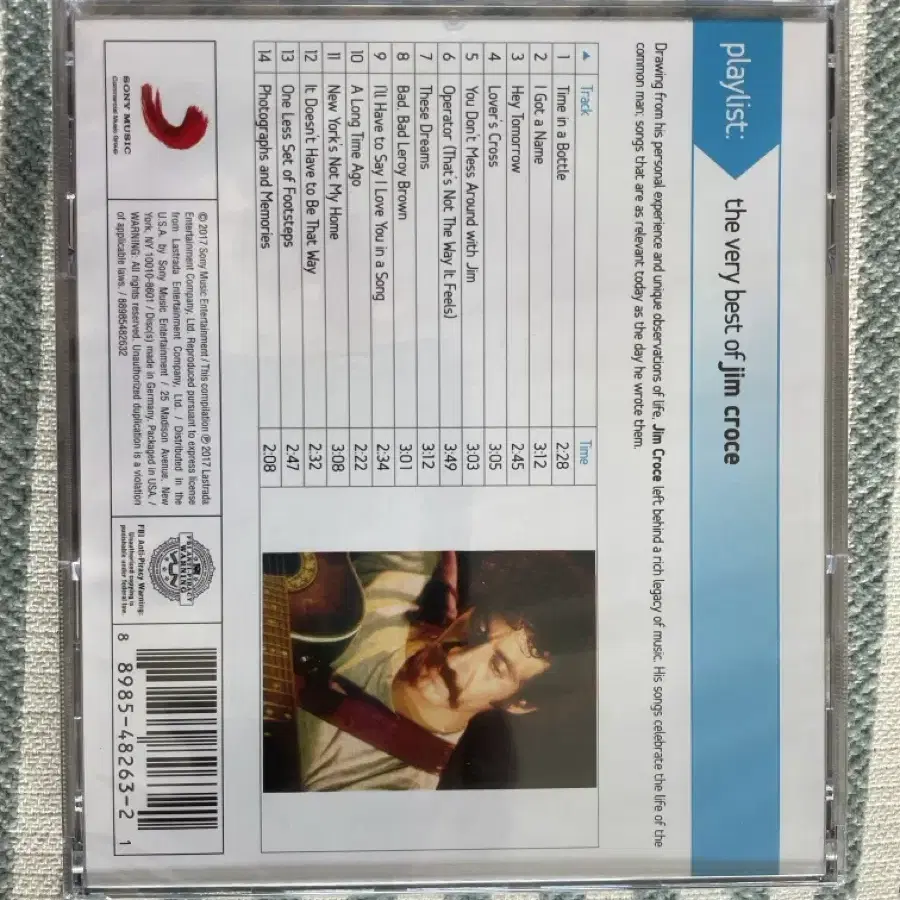 playlist: the very best of jim croce
Drawing from his personal experience and unique observations of life, Jim Croce left behind a rich legacy of music. His songs celebrate the life of the
common man; songs that are as relevant today as the day he wrote them.
Track Time
1 Time in a Bottle 2:28
2 I Got a Name 3:12
3 Hey Tomorrow 2:45
4 Lover's Cross 3:05
5 You Don't Mess Around with Jim 3:03
6 Operator (That's Not The Way It Feels) 3:49
7 These Dreams 3:12
8 Bad, Bad Leroy Brown 3:01
9 I'll Have to Say I Love You in a Song 2:34
10 A Long Time Ago 2:22
11 New York's Not My Home 3:08
12 It Doesn't Have to Be That Way 2:32
13 One Less Set of Footsteps 2:47
14 Photographs and Memories 2:08
SONY MUSIC
Commercial Music Group
© 2017 Sony Music Entertainment / This compilation ℗ 2017 Lastrada
Entertainment Company, Ltd. Reproduced pursuant to express license
from Lastrada Entertainment Company, Ltd. / Distributed in the
U.S.A. by Sony Music Entertainment / 25 Madison Avenue, New
York, NY 10010-8601 / Disc(s) made in Germany. Packaged in USA. /
WARNING: All rights reserved. Unauthorized duplication is a violation
of applicable laws. / 88985482632
WARNING
FBI Anti-Piracy Warning:
Unauthorized copying is
punishable under federal law.
8 8985-48263-2 1